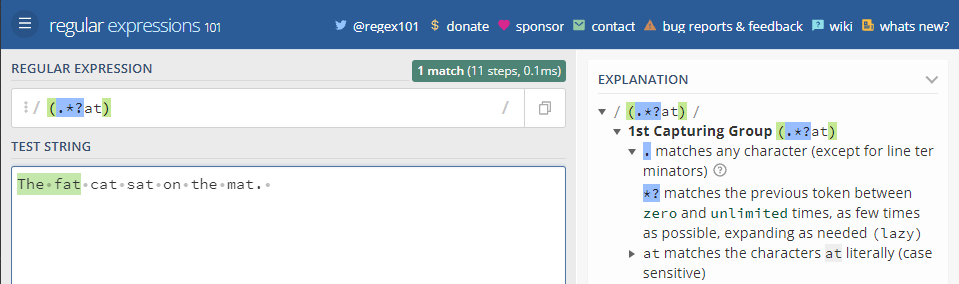 regular expressions 101 @regex101 $ donate sponsor contact bug reports & feedback wiki whats new?
REGULAR EXPRESSION
1 match (11 steps, 0.1ms)
/ (.*?at) /
TEST STRING
The·fat·cat·sat·on·the·mat.·
EXPLANATION
/ (.*?at) /
1st Capturing Group (.*?at)
. matches any character (except for line ter
minators) ?
*? matches the previous token between
zero and unlimited times, as few times
as possible, expanding as needed (lazy)
at matches the characters at literally (case
sensitive)